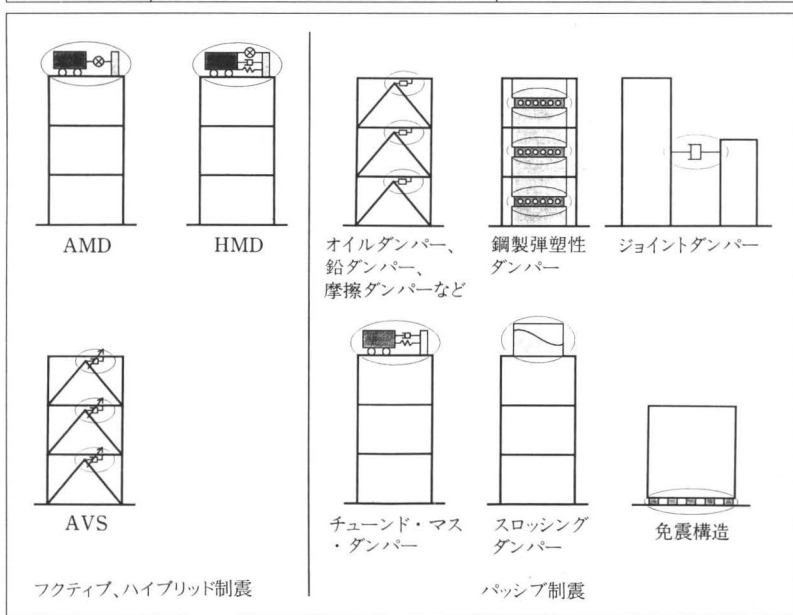 AMD
HMD
オイルダンパー、
鉛ダンパー、
摩擦ダンパーなど
鋼製弾塑性
ダンパー
ジョイントダンパー
AVS
チューンド・マス
・ダンパー
スロッシング
ダンパー
免震構造
フクティブ、ハイブリッド制震
パッシブ制震